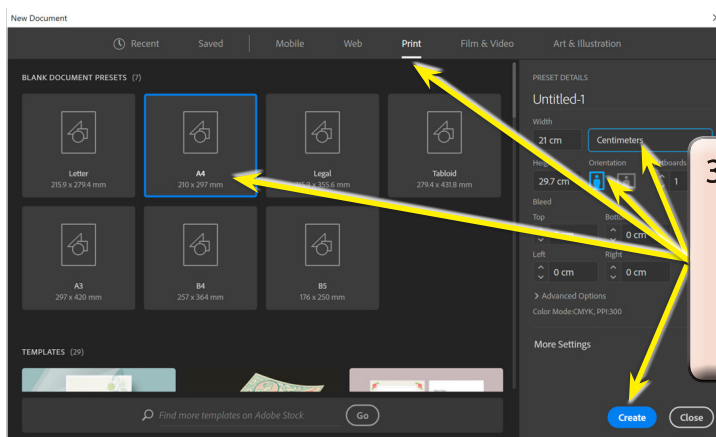 New Document
Recent Saved Mobile Web Print Film & Video Art & Illustration
BLANK DOCUMENT PRESETS (7)
Letter
215.9 x 279.4 mm
A4
210 x 297 mm
Legal
355.6 mm
Tabloid
279.4 x 431.8 mm
A3
297 x 420 mm
B4
257 x 364 mm
B5
176 x 250 mm
TEMPLATES (29)
Find more templates on Adobe Stock Go
PRESET DETAILS
Untitled-1
Width
21 cm Centimeters
Orientation
29.7 cm 1
Bleed
Top
0 cm
Left Right
0 cm 0 cm
> Advanced Options
Color Mode:CMYK, PPI:300
More Settings
Create Close
3